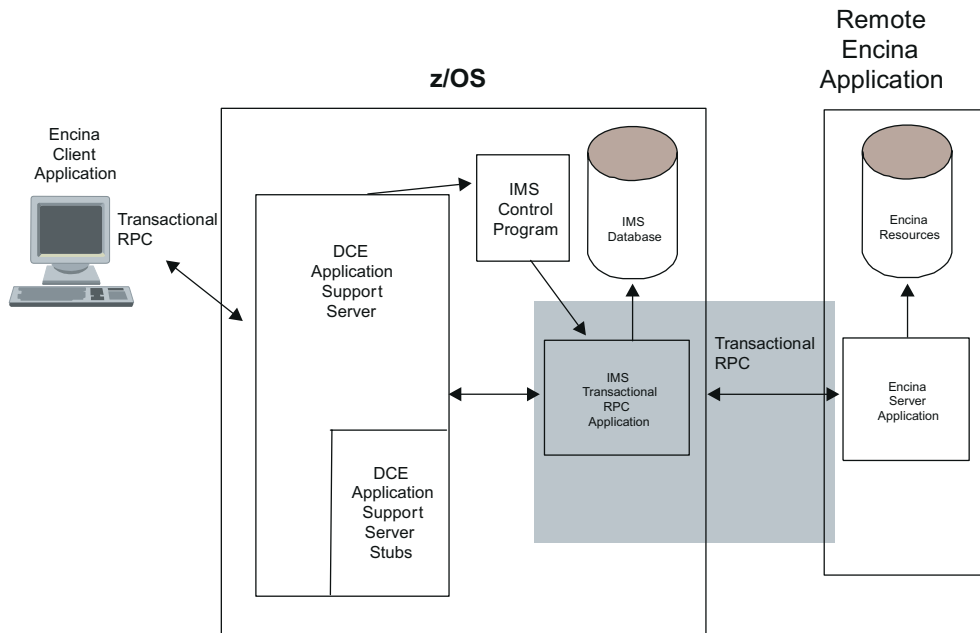 Remote
Encina
Application
z/OS
Encina
Client
Application
Transactional
RPC
DCE
Application
Support
Server
IMS
Control
Program
IMS
Database
Encina
Resources
IMS
Transactional
RPC
Application
Transactional
RPC
Encina
Server
Application
DCE
Application
Support
Server
Stubs